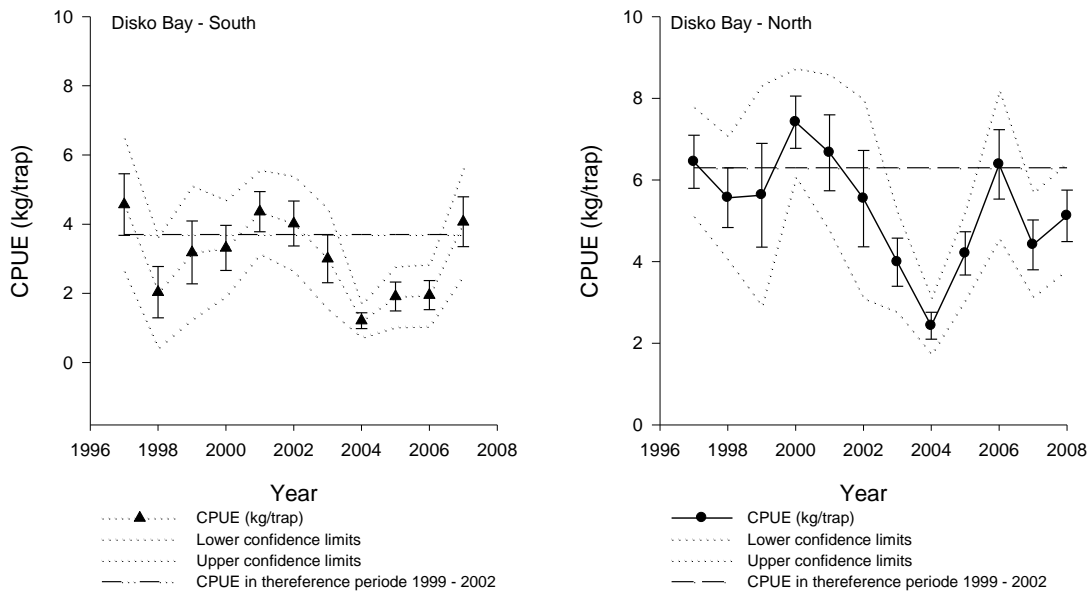 Disko Bay - South
10
8
6
4
2
0
CPUE (kg/trap)
1996 1998 2000 2002 2004 2006 2008
Year
CPUE (kg/trap)
Lower confidence limits
Upper confidence limits
CPUE in thereference periode 1999 - 2002
Disko Bay - North
10
8
6
4
2
0
CPUE (kg/trap)
1996 1998 2000 2002 2004 2006 2008
Year
CPUE (kg/trap)
Lower confidence limits
Upper confidence limits
CPUE in thereference periode 1999 - 2002